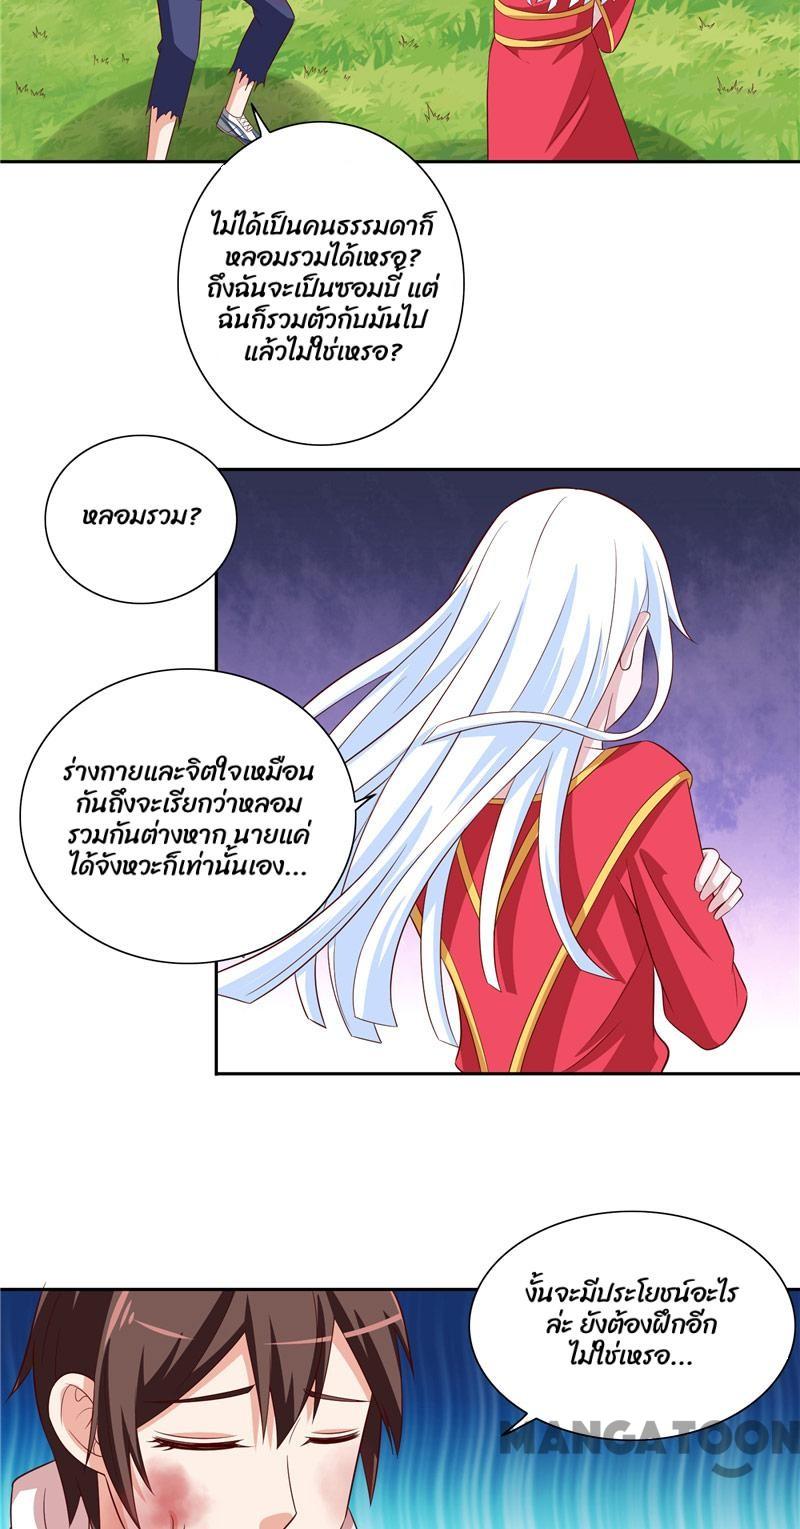 ไม่ได้เป็นคนธรรมดาก็
หลอมรวมได้เหรอ?
ถึงฉันจะเป็นซอมบี้ แต่
ฉันก็รวมตัวกับมันไป
แล้วไม่ใช่เหรอ?
หลอมรวม?
ร่างกายและจิตใจเหมือน
กันถึงจะเรียกว่าหลอม
รวมกันต่างหาก นายแค่
ได้จังหวะก็เท่านั้นเอง...
งั้นจะมีประโยชน์อะไร
ล่ะ ยังต้องฝึกอีก
ไม่ใช่เหรอ...
MANGATOON